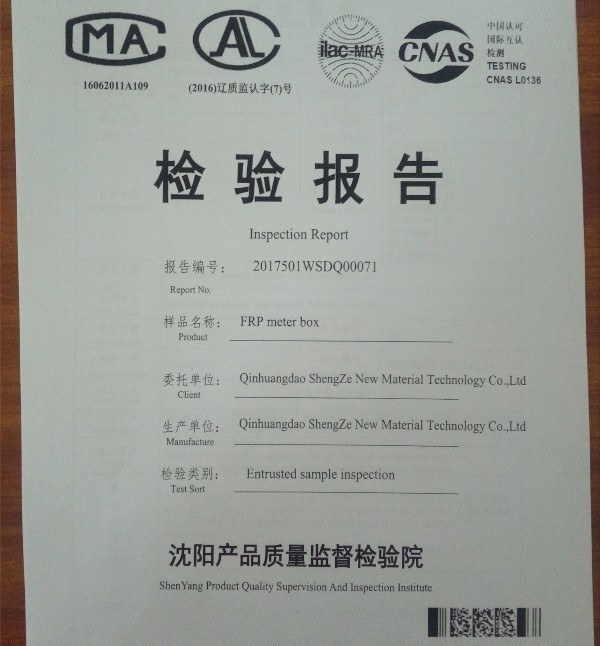 MA
AL
ilac-MRA
CNAS
中国认可
国际互认
检测
TESTING
CNAS L0136
16062011A109
(2016)辽质监认字(7)号
检验报告
Inspection Report
报告编号： 2017501WSDQ00071
Report No.
样品名称： FRP meter box
Product
委托单位： Qinhuangdao ShengZe New Material Technology Co.,Ltd
Client
生产单位： Qinhuangdao ShengZe New Material Technology Co.,Ltd
Manufacture
检验类别： Entrusted sample inspection
Test Sort
沈阳产品质量监督检验院
ShenYang Product Quality Supervision And Inspection Institute